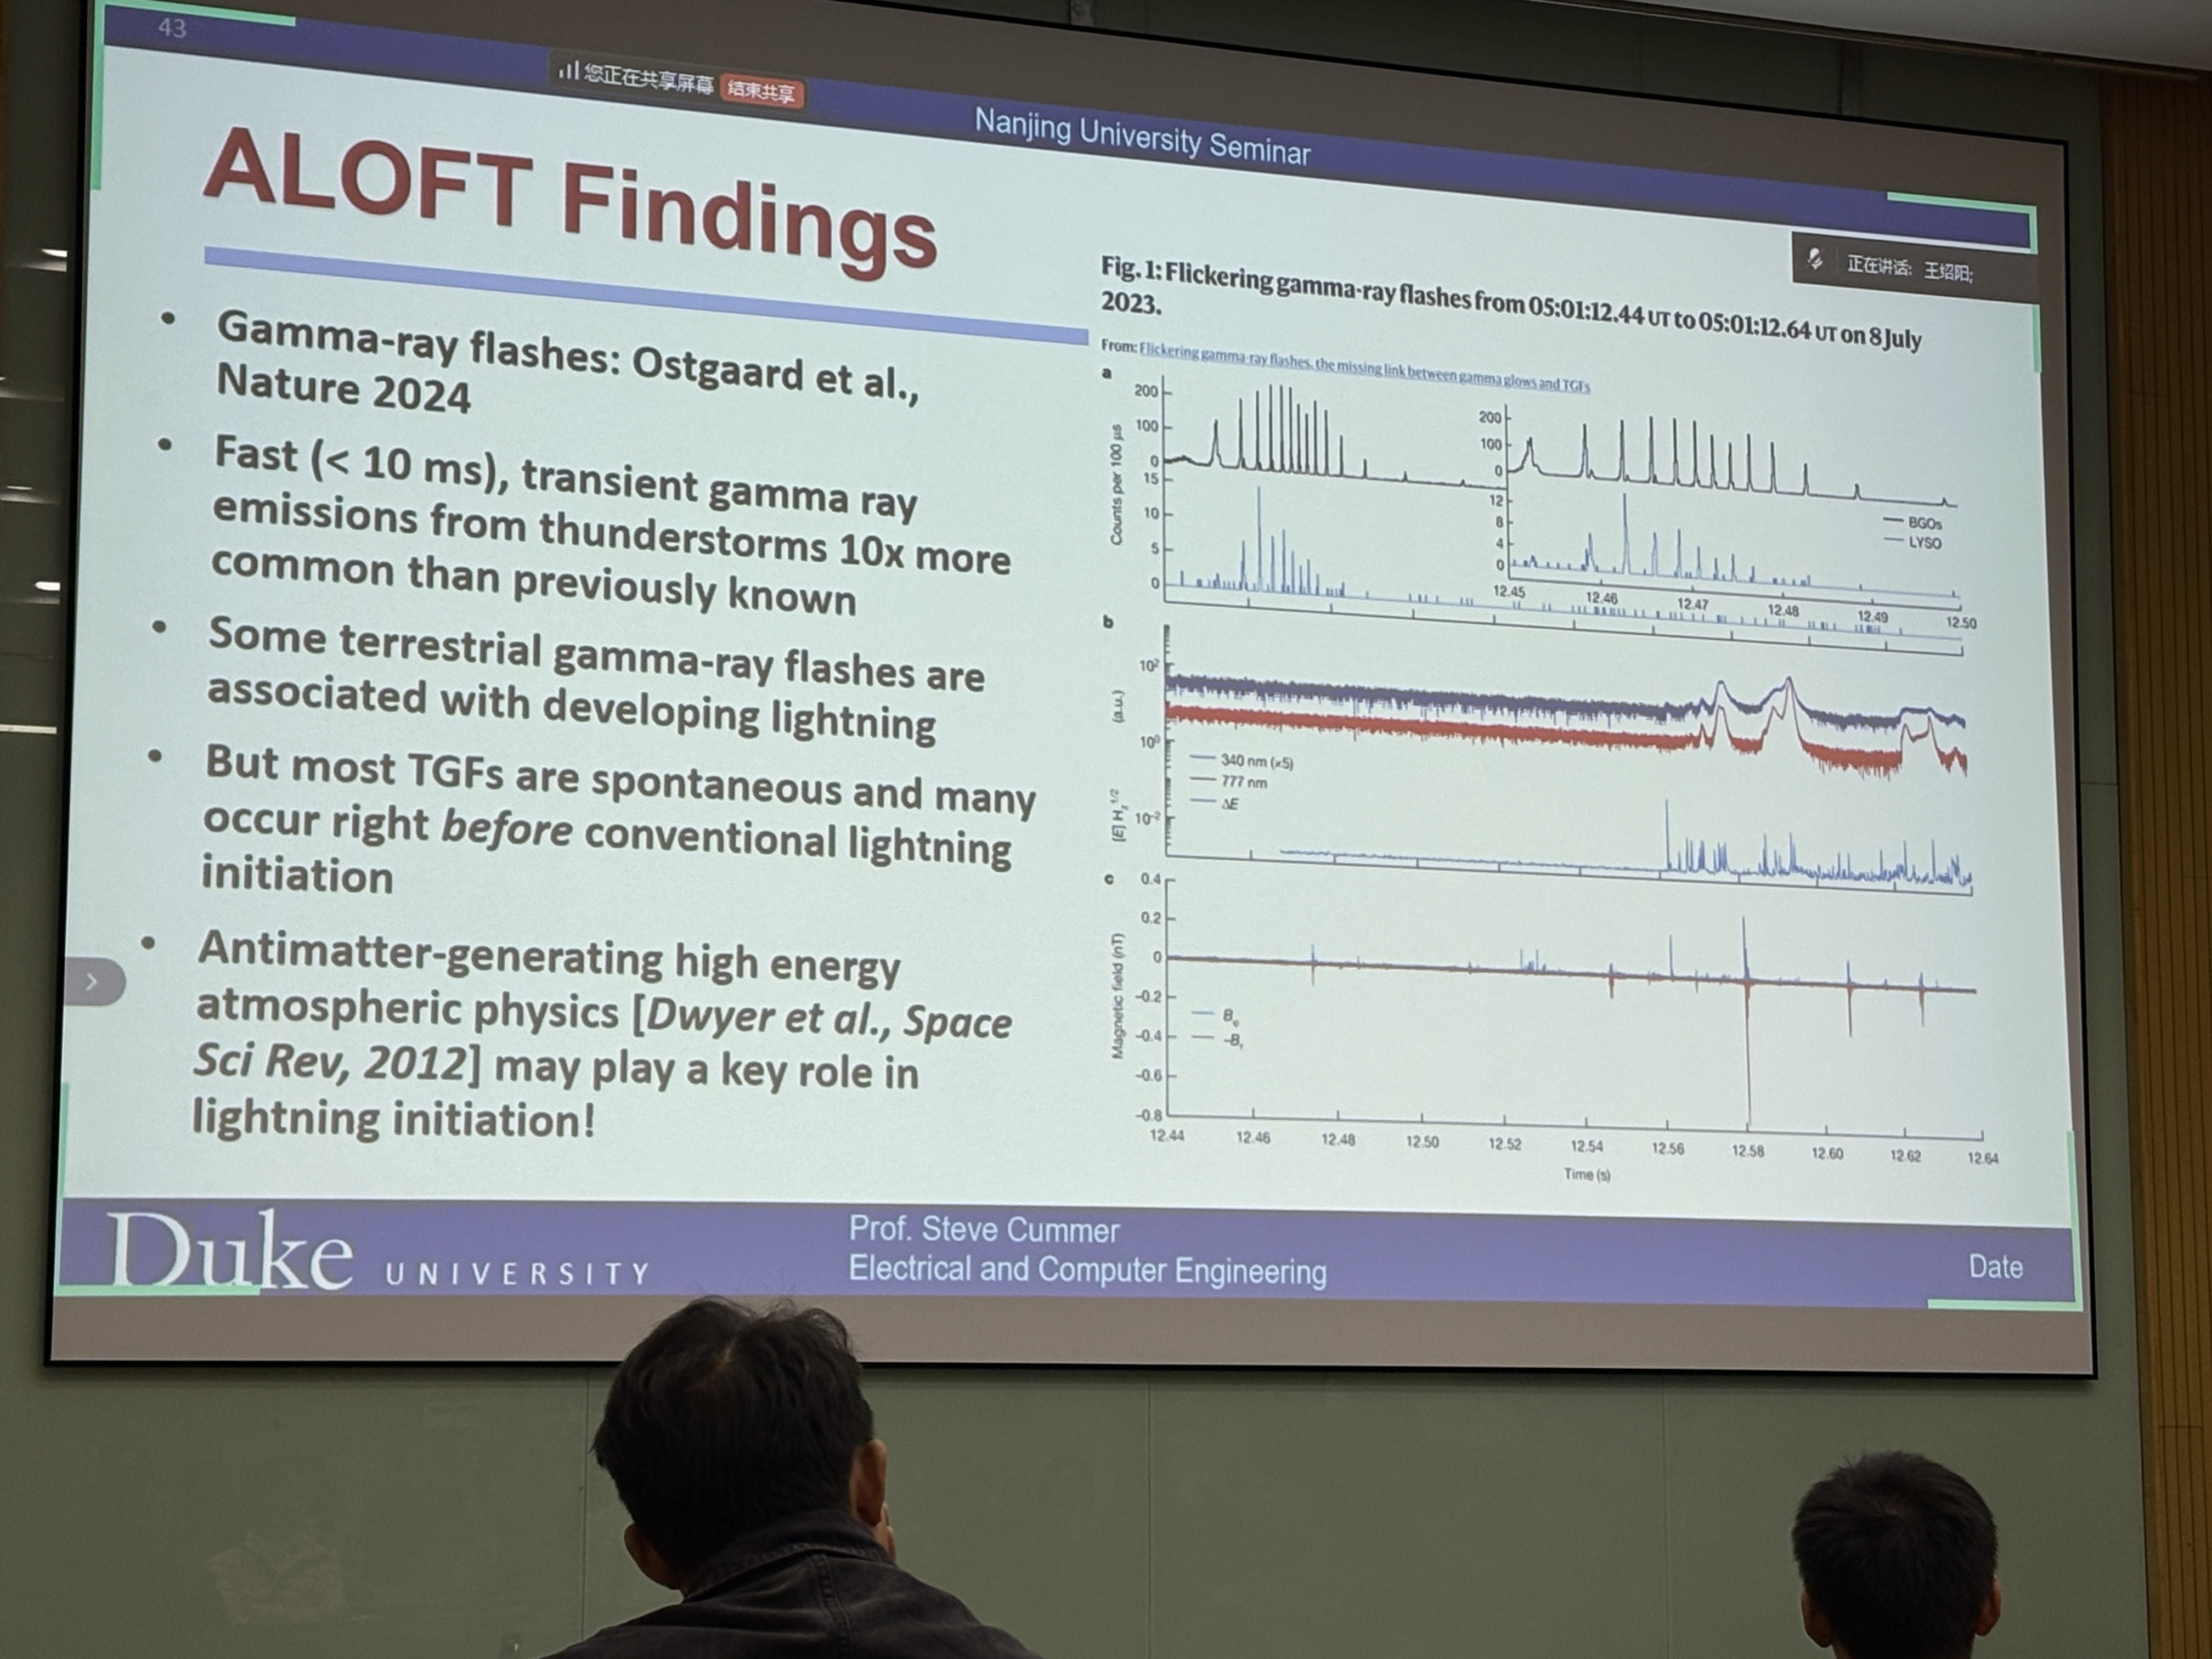 43
您正在共享屏幕 结束共享
Nanjing University Seminar
正在讲话: 王绍阳;
ALOFT Findings
• Gamma-ray flashes: Ostgaard et al.,
Nature 2024
• Fast (< 10 ms), transient gamma ray
emissions from thunderstorms 10x more
common than previously known
• Some terrestrial gamma-ray flashes are
associated with developing lightning
• But most TGFs are spontaneous and many
occur right before conventional lightning
initiation
• Antimatter-generating high energy
atmospheric physics [Dwyer et al., Space
Sci Rev, 2012] may play a key role in
lightning initiation!
Fig. 1: Flickering gamma-ray flashes from 05:01:12.44 UT to 05:01:12.64 UT on 8 July
2023.
From: Flickering gamma-ray flashes, the missing link between gamma glows and TGFs
a
Counts per 100 µs
200
100
0
15
10
5
0
200
100
0
12
8
4
0
BGOs
LYSO
12.45 12.46 12.47 12.48 12.49 12.50
b
(a.u.)
10²
10⁰
10⁻²
340 nm (×5)
777 nm
ΔE
c
Magnetic field (nT)
0.4
0.2
0
–0.2
–0.4
–0.6
–0.8
12.44 12.46 12.48 12.50 12.52 12.54 12.56 12.58 12.60 12.62 12.64
Time (s)
Duke UNIVERSITY
Prof. Steve Cummer
Electrical and Computer Engineering
Date